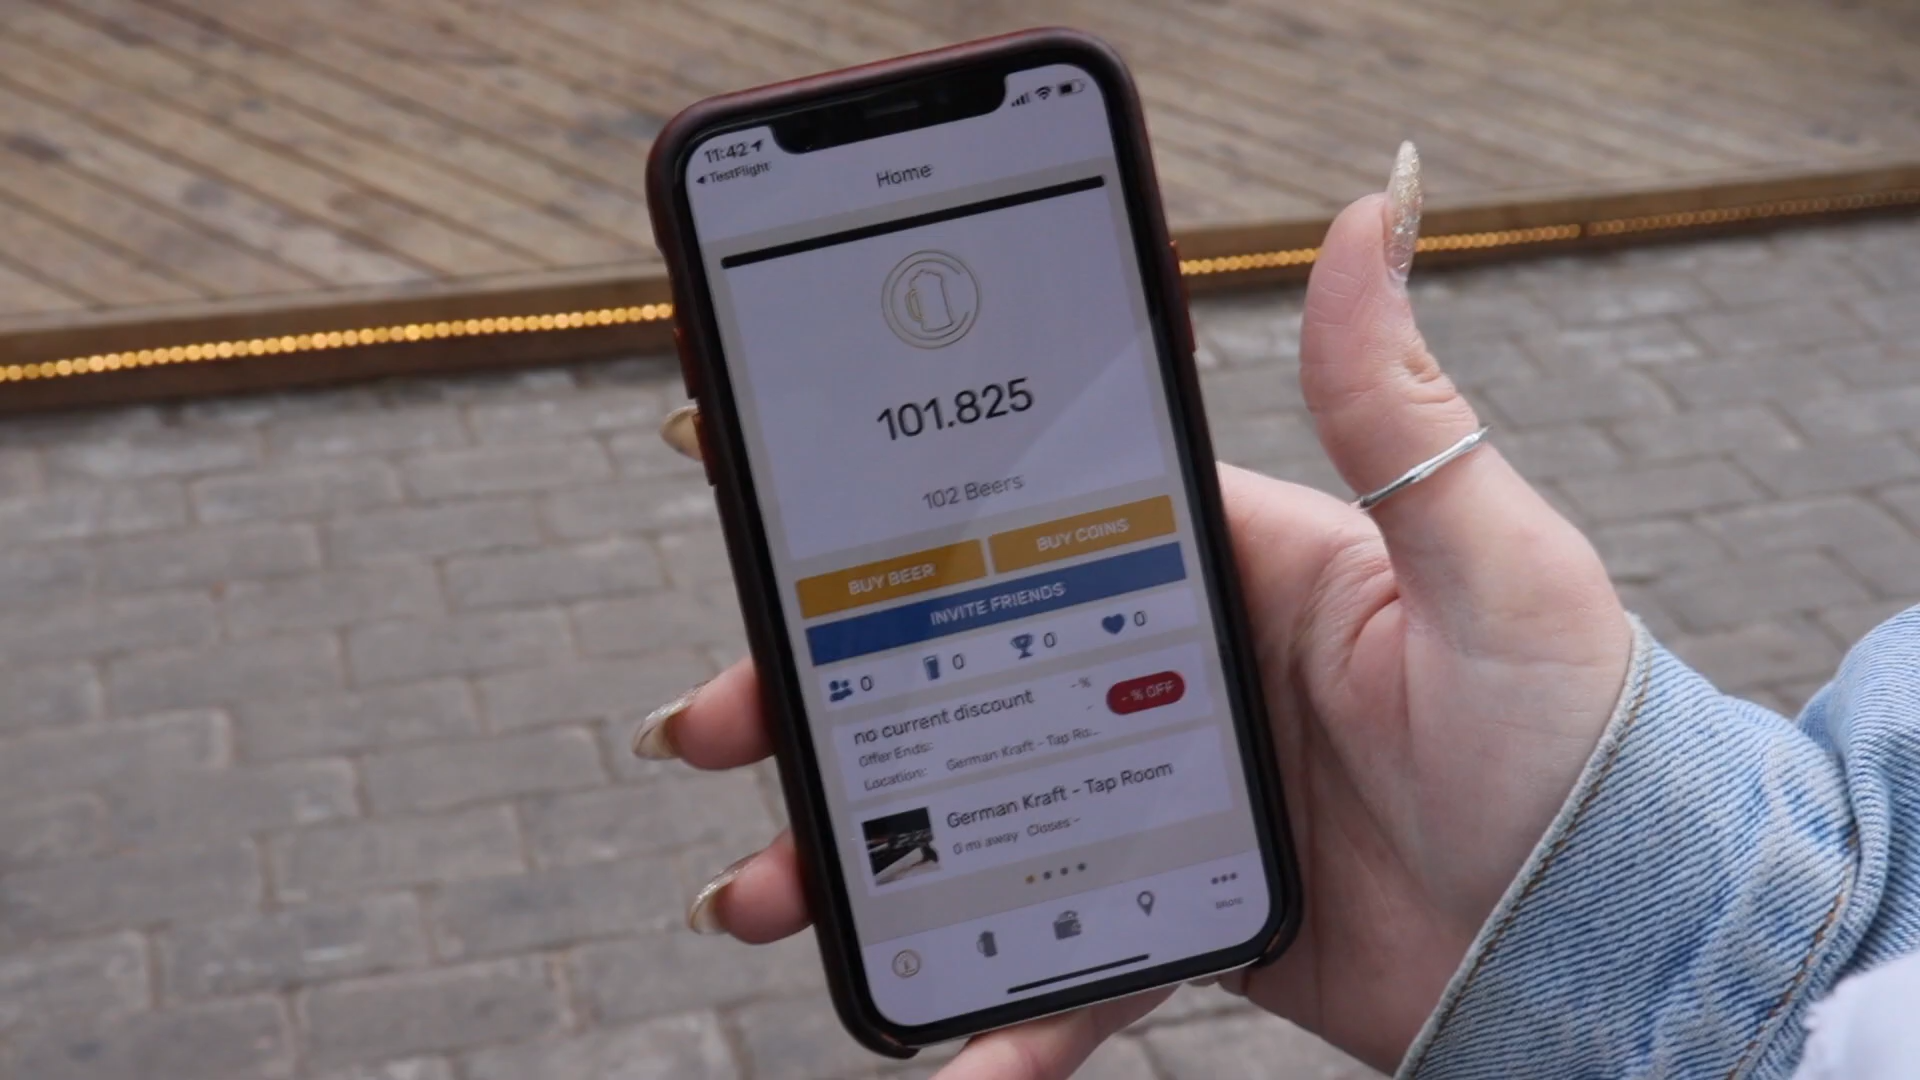 11:42
◂ TestFlight
Home
101.825
102 Beers
BUY BEER
BUY COINS
INVITE FRIENDS
0
0
0
0
no current discount
-%
-
- % OFF
Offer Ends:
Location: German Kraft - Tap Ro...
German Kraft - Tap Room
0 mi away Closes -
More